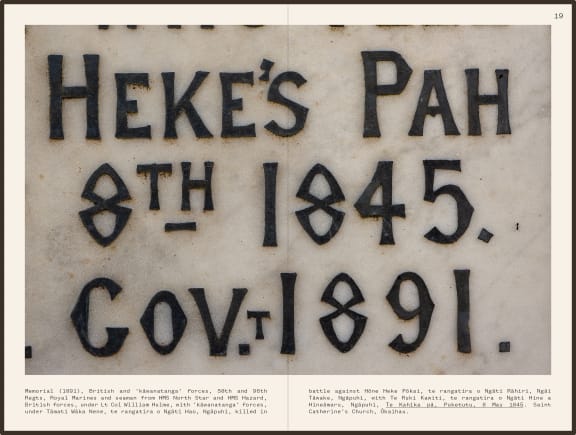 19
HEKE'S PAH
8TH 1845.
. GOV.T 1891.
Memorial (1891), British and 'kāwanatanga' forces, 58th and 96th
Regts, Royal Marines and seamen from HMS North Star and HMS Hazard,
British forces, under Lt Col William Hulme, with 'kāwanatanga' forces,
under Tāmati Wāka Nene, te rangatira o Ngāti Hao, Ngāpuhi, killed in
battle against Hōne Heke Pōkai, te rangatira o Ngāti Rāhiri, Ngāi
Tāwake, Ngāpuhi, with Te Ruki Kawiti, te rangatira o Ngāti Hine a
Hineāmaru, Ngāpuhi, Te Kahika pā, Puketutu, 8 May 1845. Saint
Catherine's Church, Ōkaihau.